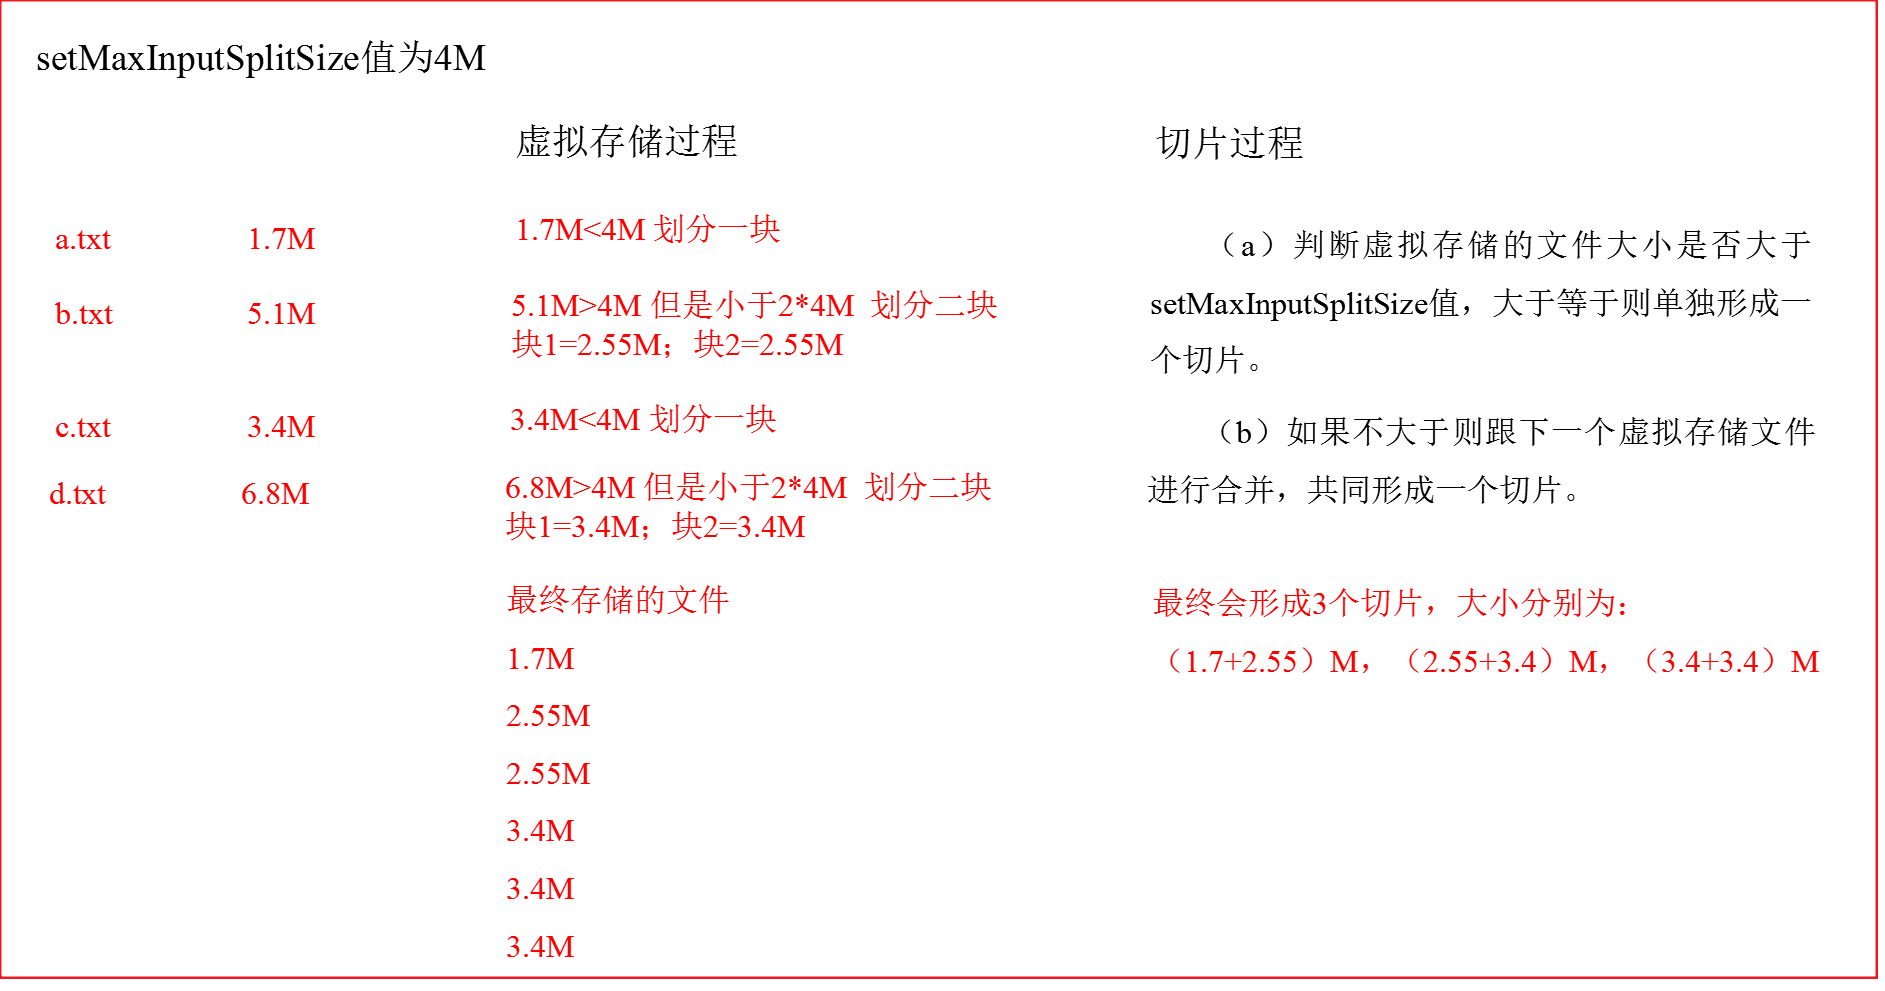 setMaxInputSplitSize值为4M
虚拟存储过程
切片过程
a.txt 1.7M 1.7M<4M 划分一块
b.txt 5.1M 5.1M>4M 但是小于2*4M 划分二块
块1=2.55M；块2=2.55M
c.txt 3.4M 3.4M<4M 划分一块
d.txt 6.8M 6.8M>4M 但是小于2*4M 划分二块
块1=3.4M；块2=3.4M
最终存储的文件
1.7M
2.55M
2.55M
3.4M
3.4M
3.4M
（a）判断虚拟存储的文件大小是否大于
setMaxInputSplitSize值，大于等于则单独形成一
个切片。
（b）如果不大于则跟下一个虚拟存储文件
进行合并，共同形成一个切片。
最终会形成3个切片，大小分别为：
（1.7+2.55）M，（2.55+3.4）M，（3.4+3.4）M